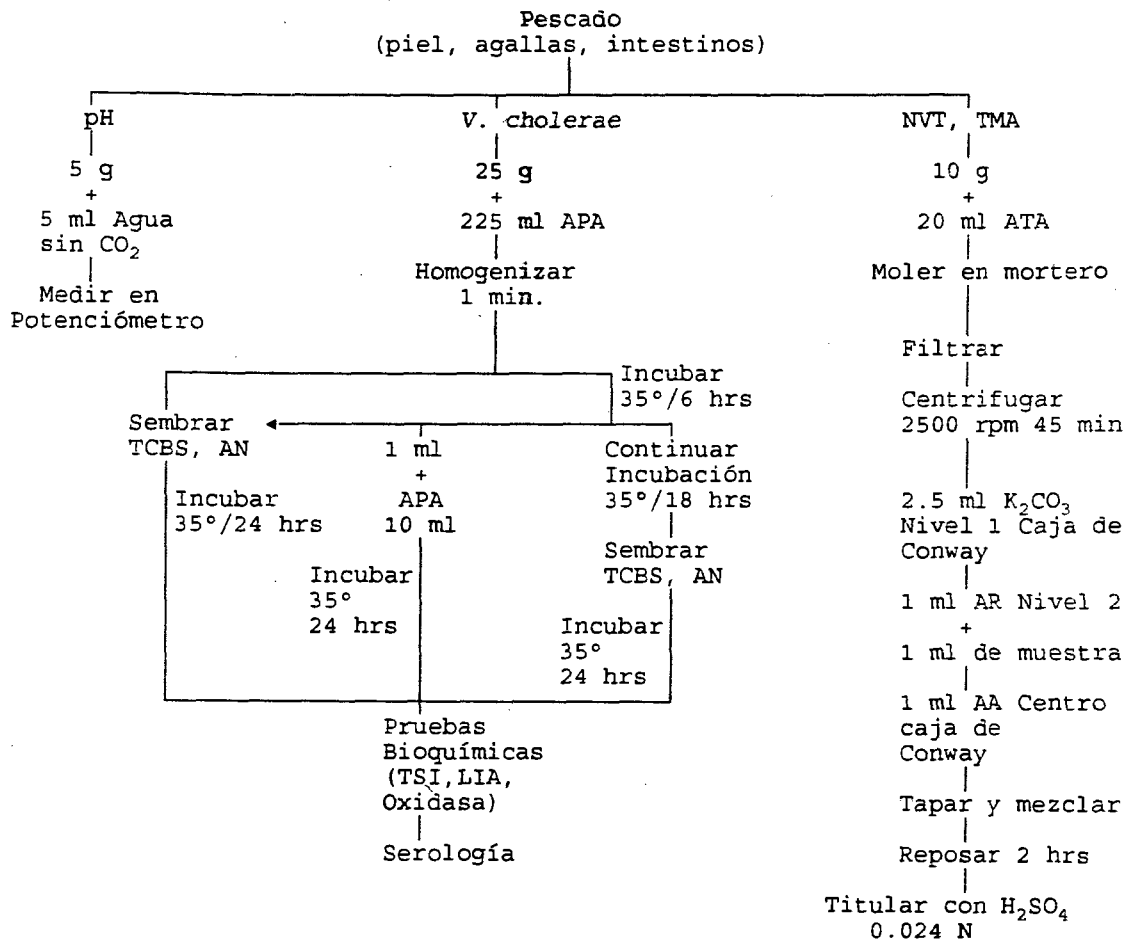 Pescado
(piel, agallas, intestinos)
pH
5 g
+
5 ml Agua
sin CO₂
Medir en
Potenciómetro
V. cholerae
25 g
+
225 ml APA
Homogenizar
1 min.
Incubar
35°/6 hrs
Sembrar
TCBS, AN
Incubar
35°/24 hrs
1 ml
+
APA
10 ml
Incubar
35°
24 hrs
Continuar
Incubación
35°/18 hrs
Sembrar
TCBS, AN
Incubar
35°
24 hrs
Pruebas
Bioquímicas
(TSI,LIA,
Oxidasa)
Serología
NVT, TMA
10 g
+
20 ml ATA
Moler en mortero
Filtrar
Centrifugar
2500 rpm 45 min
2.5 ml K₂CO₃
Nivel 1 Caja de
Conway
1 ml AR Nivel 2
+
1 ml de muestra
1 ml AA Centro
caja de
Conway
Tapar y mezclar
Reposar 2 hrs
Titular con H₂SO₄
0.024 N